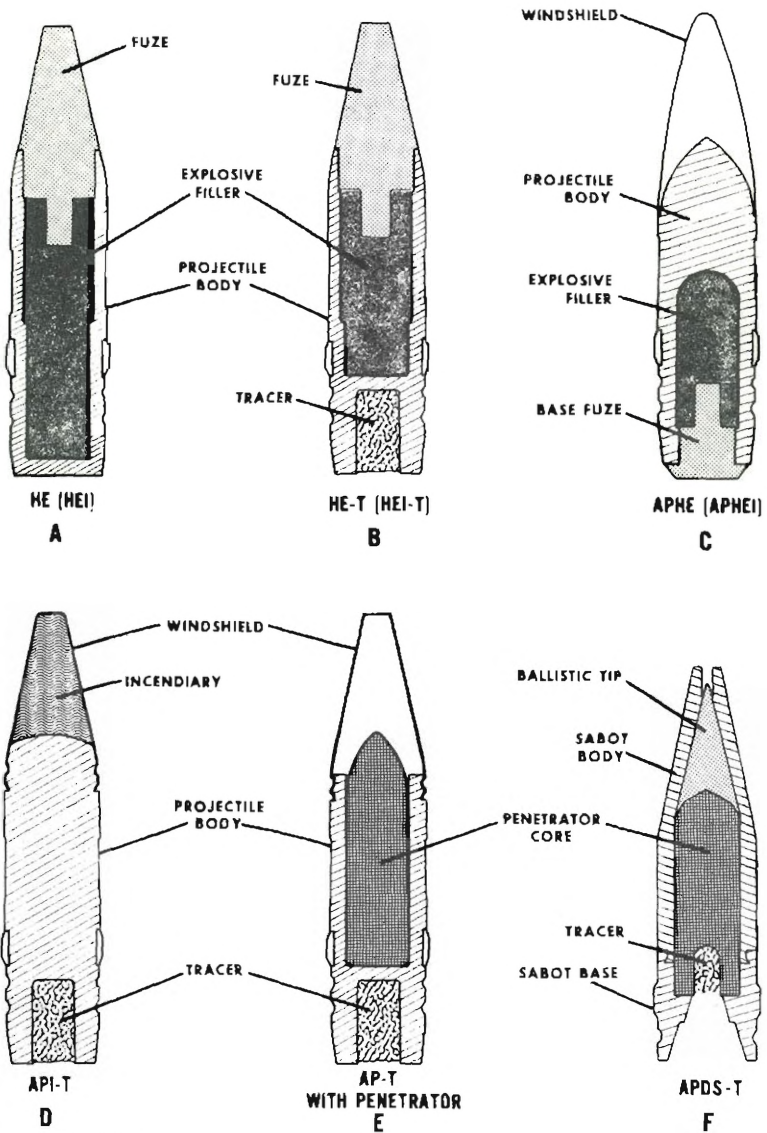 FUZE
FUZE
EXPLOSIVE
FILLER
PROJECTILE
BODY
TRACER
HE (HEI)
A
HE-T (HEI-T)
B
WINDSHIELD
PROJECTILE
BODY
EXPLOSIVE
FILLER
BASE FUZE
APHE (APHEI)
C
WINDSHIELD
INCENDIARY
PROJECTILE
BODY
TRACER
API-T
D
AP-T
WITH PENETRATOR
E
BALLISTIC TIP
SABOT
BODY
PENETRATOR
CORE
TRACER
SABOT BASE
APDS-T
F